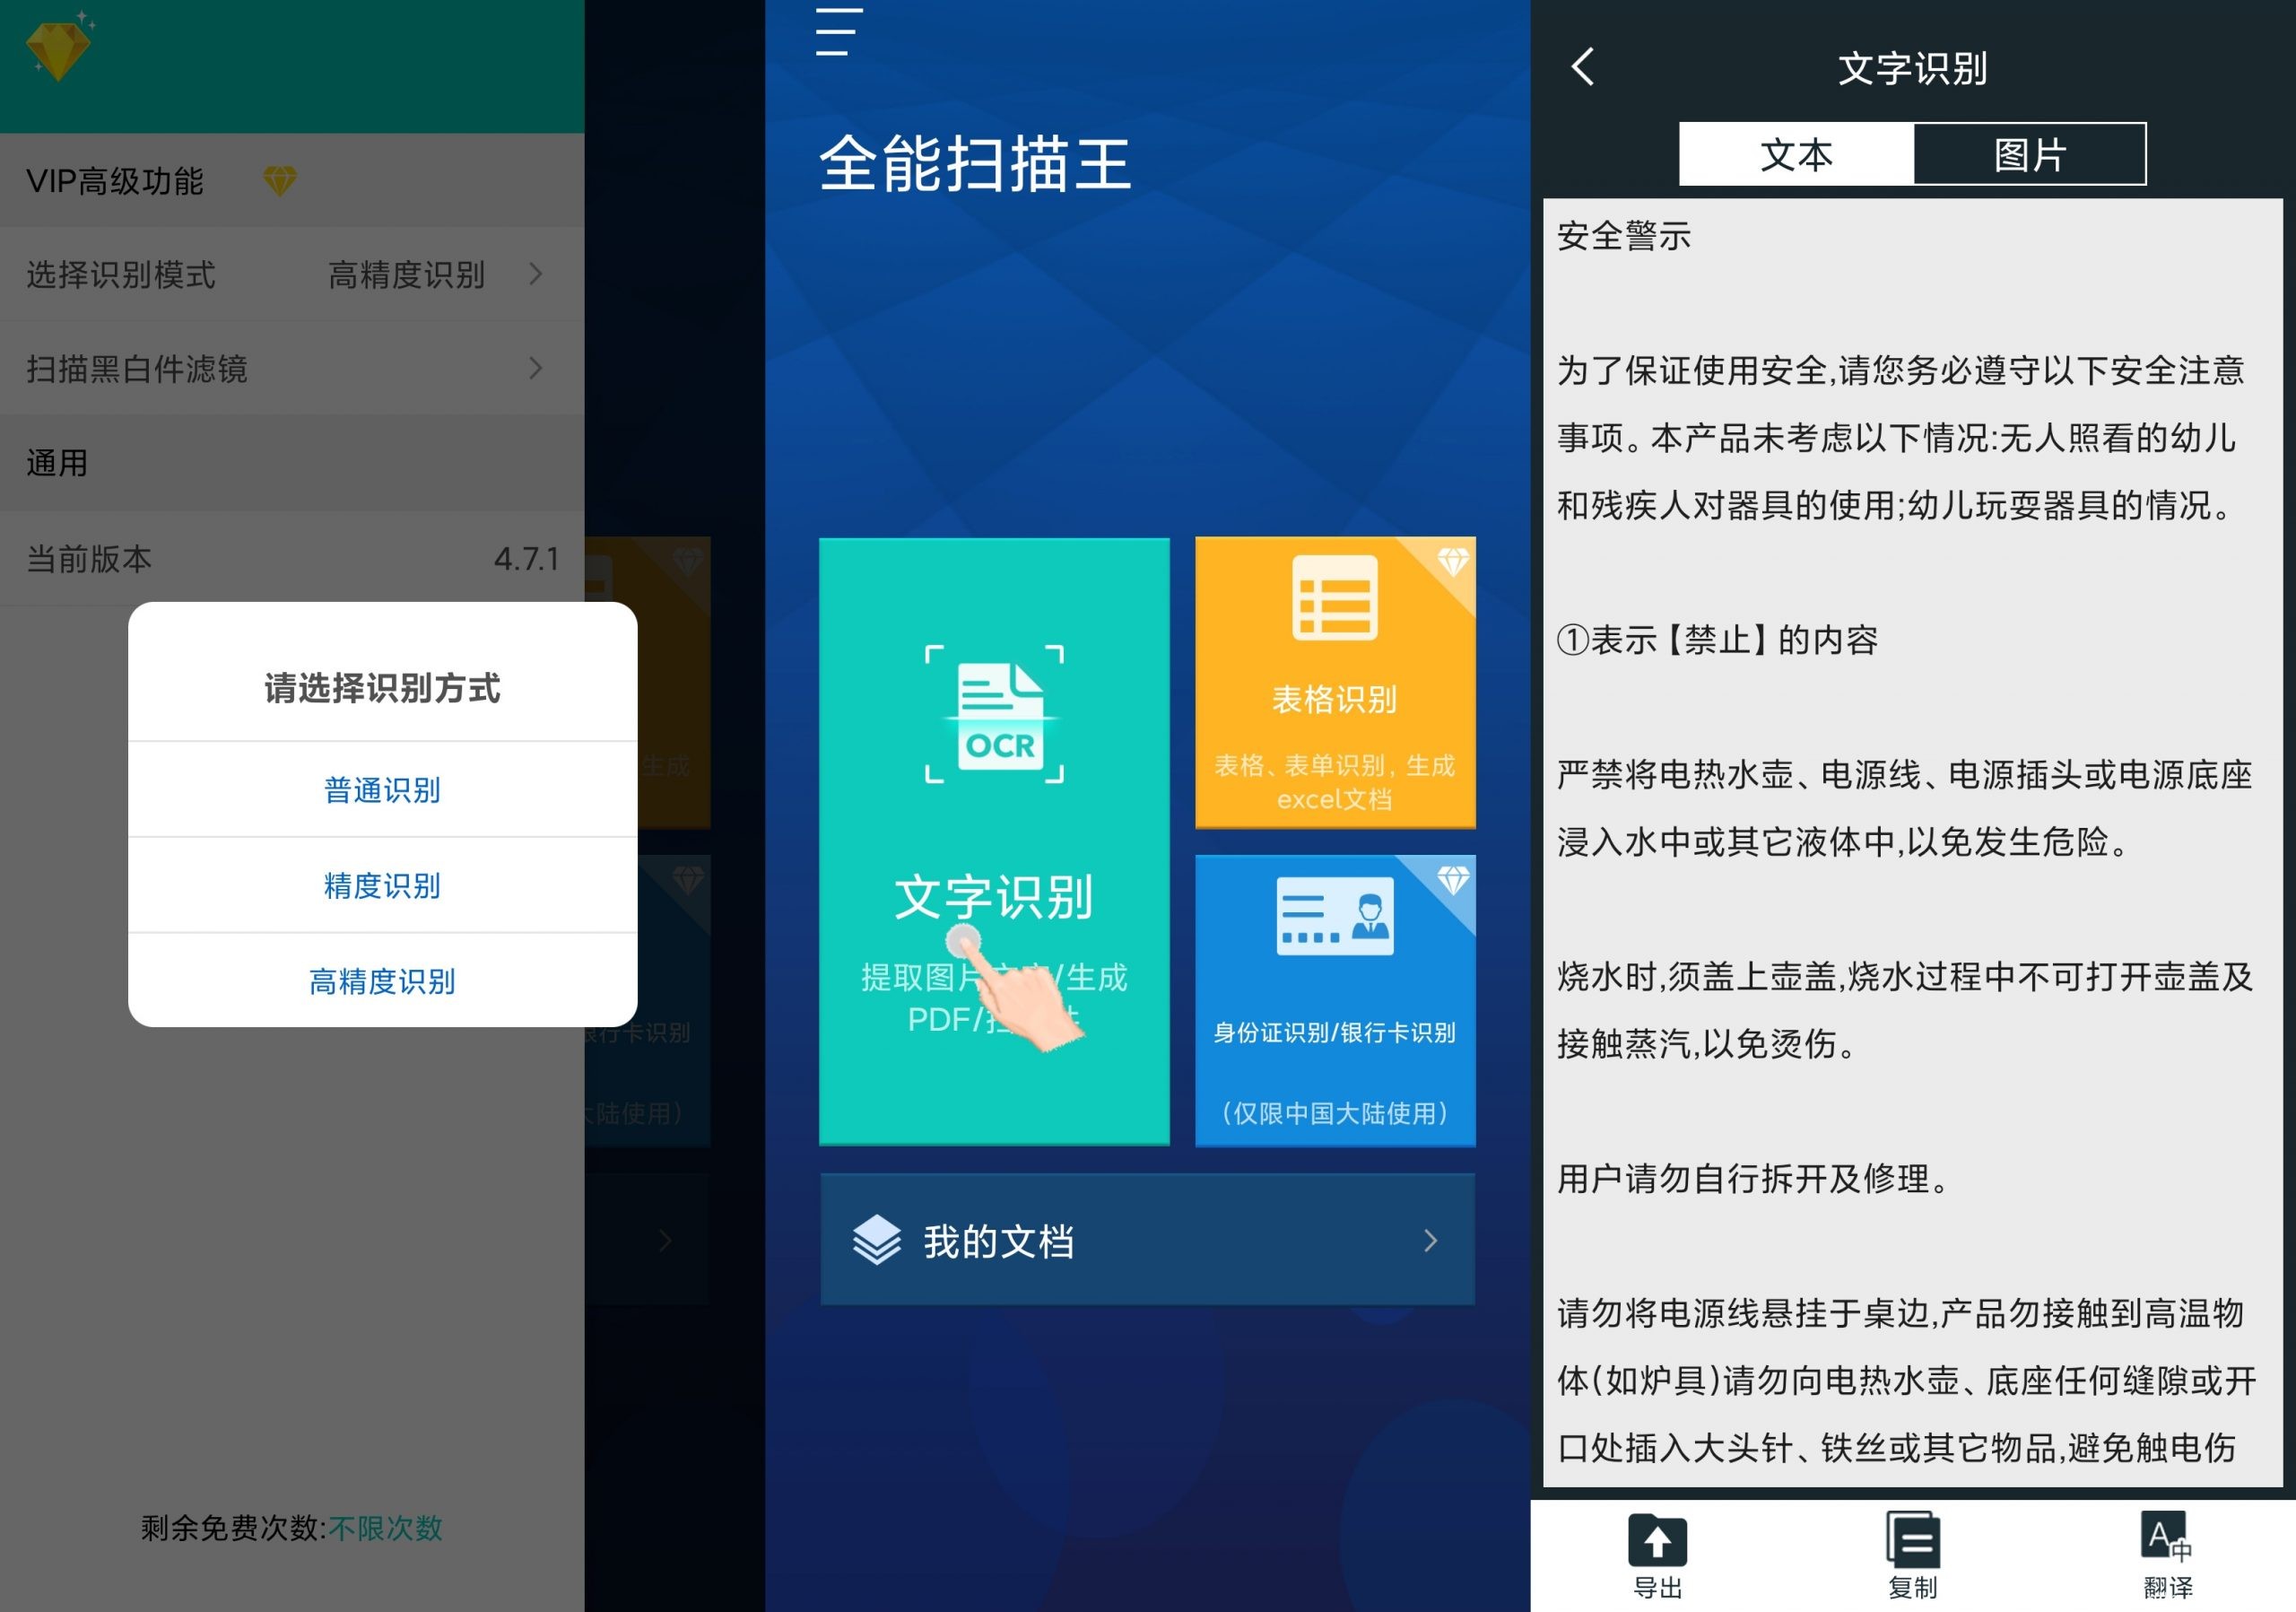 VIP高级功能
选择识别模式 高精度识别
扫描黑白件滤镜
通用
当前版本 4.7.1
请选择识别方式
普通识别
精度识别
高精度识别
生成
行卡识别
陆使用)
剩余免费次数:不限次数
全能扫描王
OCR
文字识别
提取图片 /生成
PDF/
表格识别
表格、表单识别,生成
excel文档
身份证识别/银行卡识别
(仅限中国大陆使用)
我的文档
文字识别
文本 图片
安全警示
为了保证使用安全,请您务必遵守以下安全注意
事项。本产品未考虑以下情况:无人照看的幼儿
和残疾人对器具的使用;幼儿玩耍器具的情况。
①表示【禁止】的内容
严禁将电热水壶、电源线、电源插头或电源底座
浸入水中或其它液体中,以免发生危险。
烧水时,须盖上壶盖,烧水过程中不可打开壶盖及
接触蒸汽,以免烫伤。
用户请勿自行拆开及修理。
请勿将电源线悬挂于桌边,产品勿接触到高温物
体(如炉具)请勿向电热水壶、底座任何缝隙或开
口处插入大头针、铁丝或其它物品,避免触电伤
导出 复制 翻译